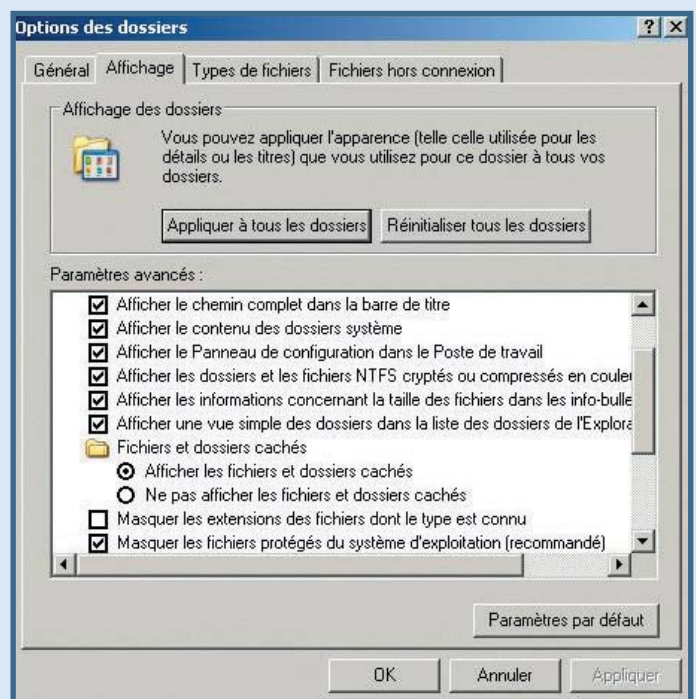 Options des dossiers
Général
Affichage
Types de fichiers
Fichiers hors connexion
Affichage des dossiers
Vous pouvez appliquer l'apparence (telle celle utilisée pour les
détails ou les titres) que vous utilisez pour ce dossier à tous vos
dossiers.
Appliquer à tous les dossiers
Réinitialiser tous les dossiers
Paramètres avancés :
Afficher le chemin complet dans la barre de titre
Afficher le contenu des dossiers système
Afficher le Panneau de configuration dans le Poste de travail
Afficher les dossiers et les fichiers NTFS cryptés ou compressés en
Afficher les informations concernant la taille des fichiers dans les
Afficher une vue simple des dossiers dans la liste des dossiers de
Fichiers et dossiers cachés
Afficher les fichiers et dossiers cachés
Ne pas afficher les fichiers et dossiers cachés
Masquer les extensions des fichiers dont le type est connu
Masquer les fichiers protégés du système d'exploitation (recommandé)
Paramètres par défaut
OK
Annuler
Appliquer